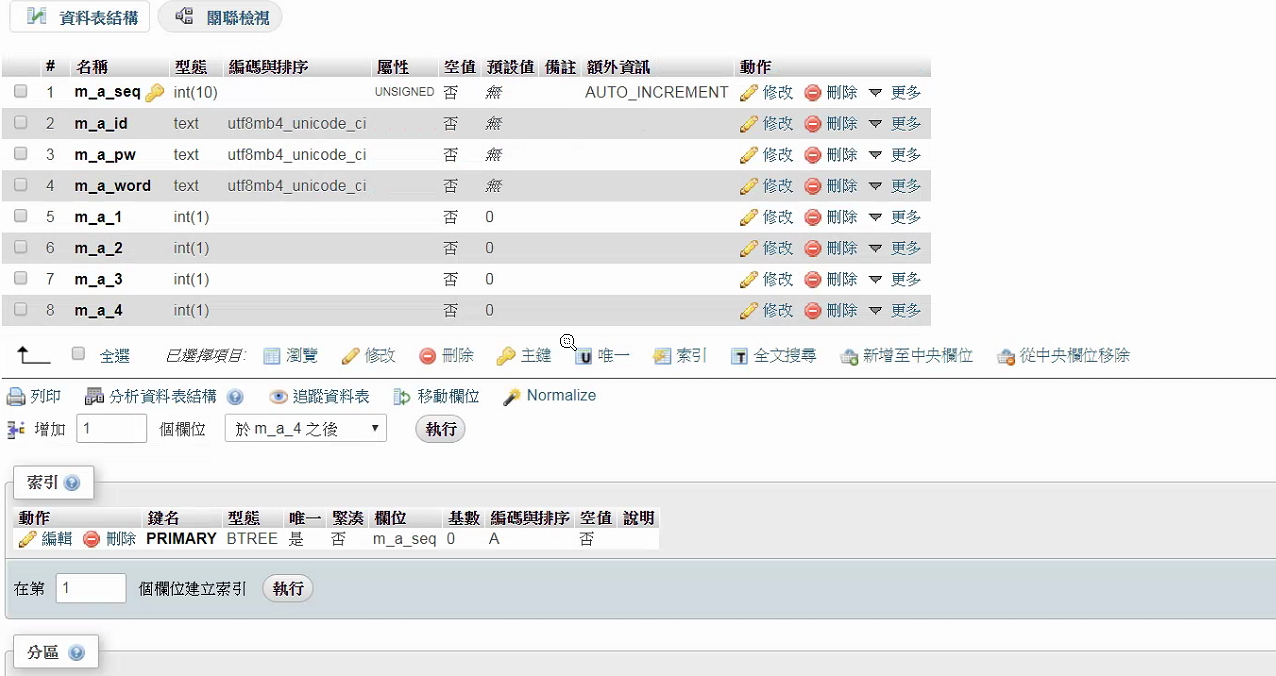 資料表結構 關聯檢視
# 名稱 型態 編碼與排序 屬性 空值 預設值 備註 額外資訊 動作
1 m_a_seq int(10) UNSIGNED 否 無 AUTO_INCREMENT 修改 刪除 更多
2 m_a_id text utf8mb4_unicode_ci 否 無 修改 刪除 更多
3 m_a_pw text utf8mb4_unicode_ci 否 無 修改 刪除 更多
4 m_a_word text utf8mb4_unicode_ci 否 無 修改 刪除 更多
5 m_a_1 int(1) 否 0 修改 刪除 更多
6 m_a_2 int(1) 否 0 修改 刪除 更多
7 m_a_3 int(1) 否 0 修改 刪除 更多
8 m_a_4 int(1) 否 0 修改 刪除 更多
全選 已選擇項目: 瀏覽 修改 刪除 主鍵 U 唯一 索引 T 全文搜尋 新增至中央欄位 從中央欄位移除
列印 分析資料表結構 追蹤資料表 移動欄位 Normalize
增加 1 個欄位 於 m_a_4 之後 執行
索引
動作 鍵名 型態 唯一 緊湊 欄位 基數 編碼與排序 空值 說明
編輯 刪除 PRIMARY BTREE 是 否 m_a_seq 0 A 否
在第 1 個欄位建立索引 執行
分區